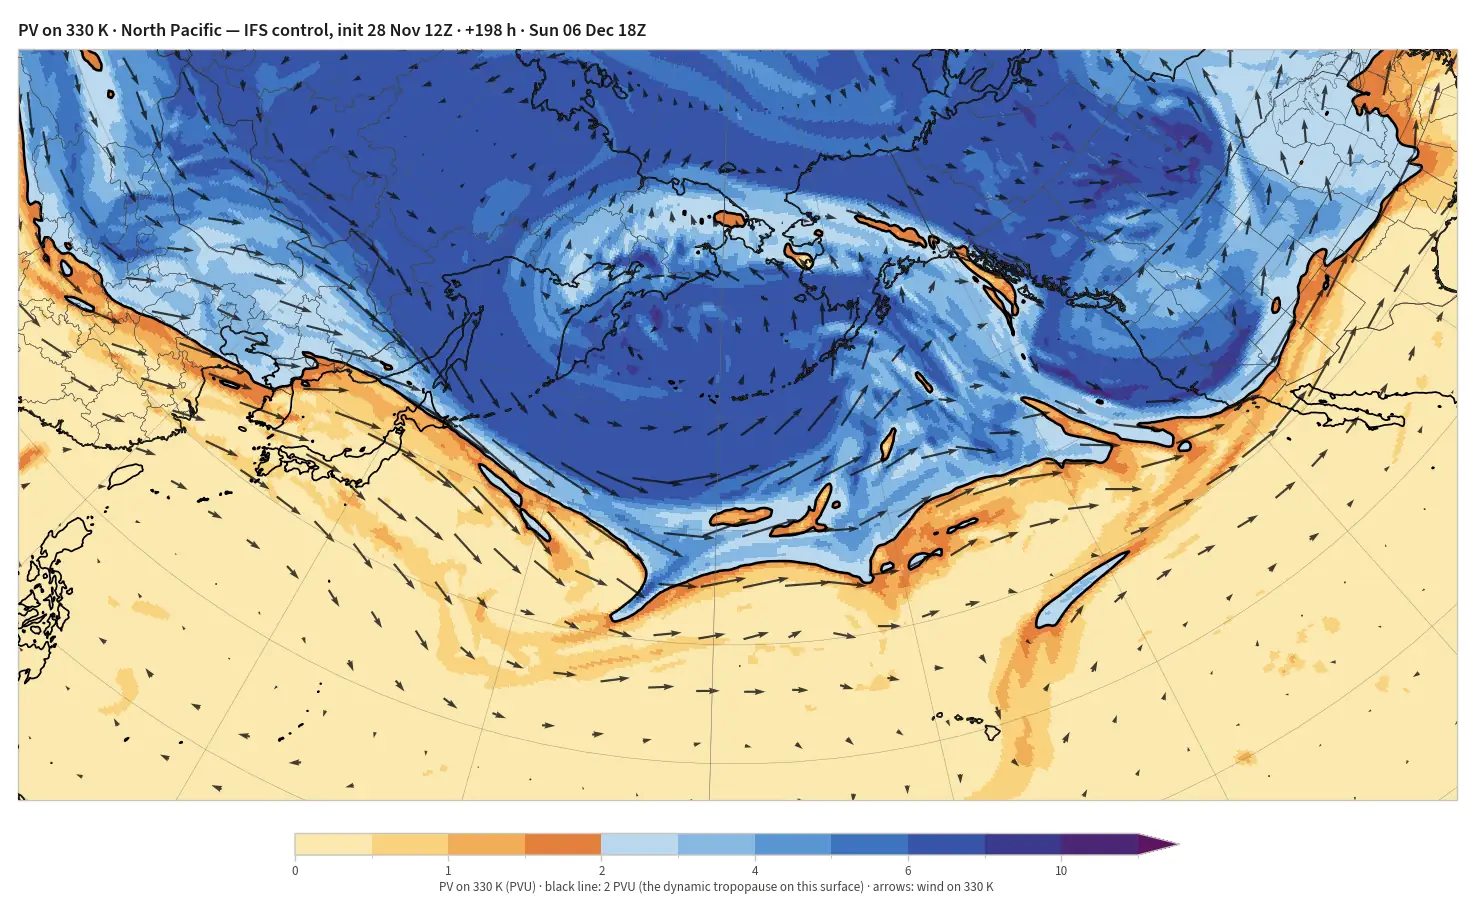 PV on 330 K · North Pacific — IFS control, init 28 Nov 12Z · +198 h · Sun 06 Dec 18Z
0 1 2 4 6 10
PV on 330 K (PVU) · black line: 2 PVU (the dynamic tropopause on this surface) · arrows: wind on 330 K